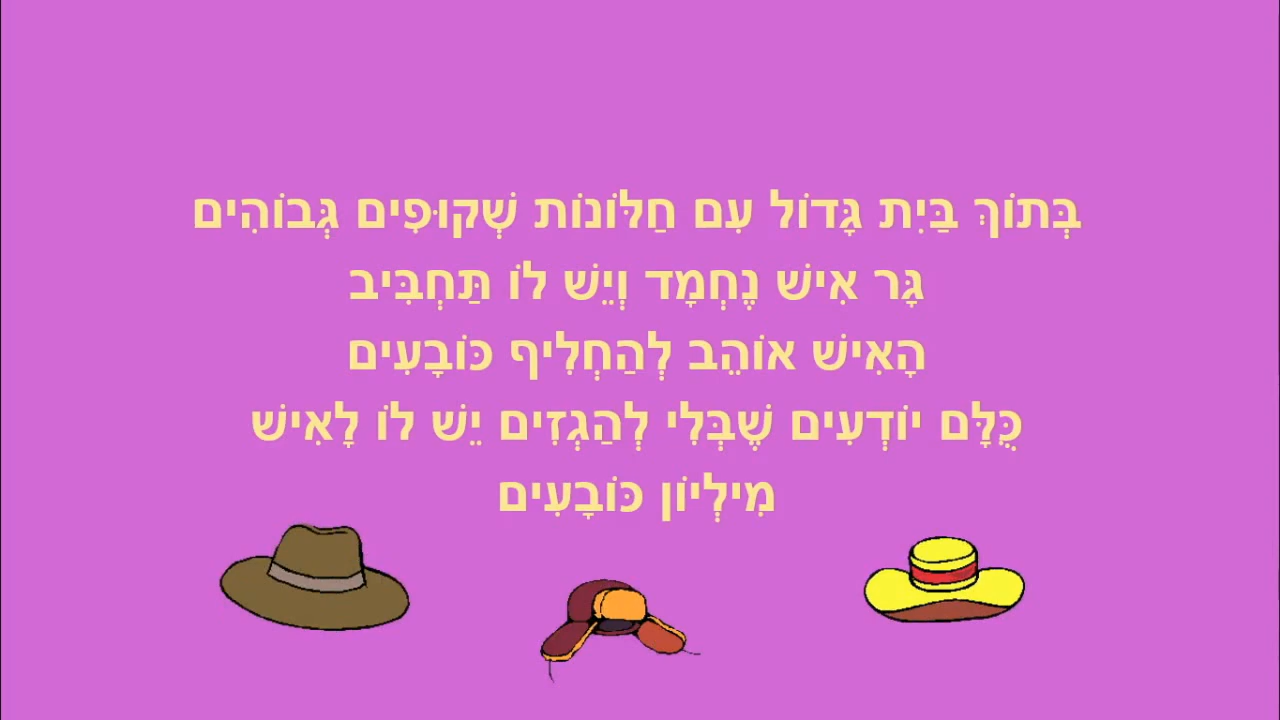 בְּתוֹךְ בַּיִת גָּדוֹל עִם חַלּוֹנוֹת שְׁקוּפִים גְּבוֹהִים
גָּר אִישׁ נֶחְמָד וְיֵשׁ לוֹ תַּחְבִּיב
הָאִישׁ אוֹהֵב לְהַחְלִיף כּוֹבָעִים
כֻּלָּם יוֹדְעִים שֶׁבְּלִי לְהַגְזִים יֵשׁ לוֹ לָאִישׁ
מִילְיוֹן כּוֹבָעִים